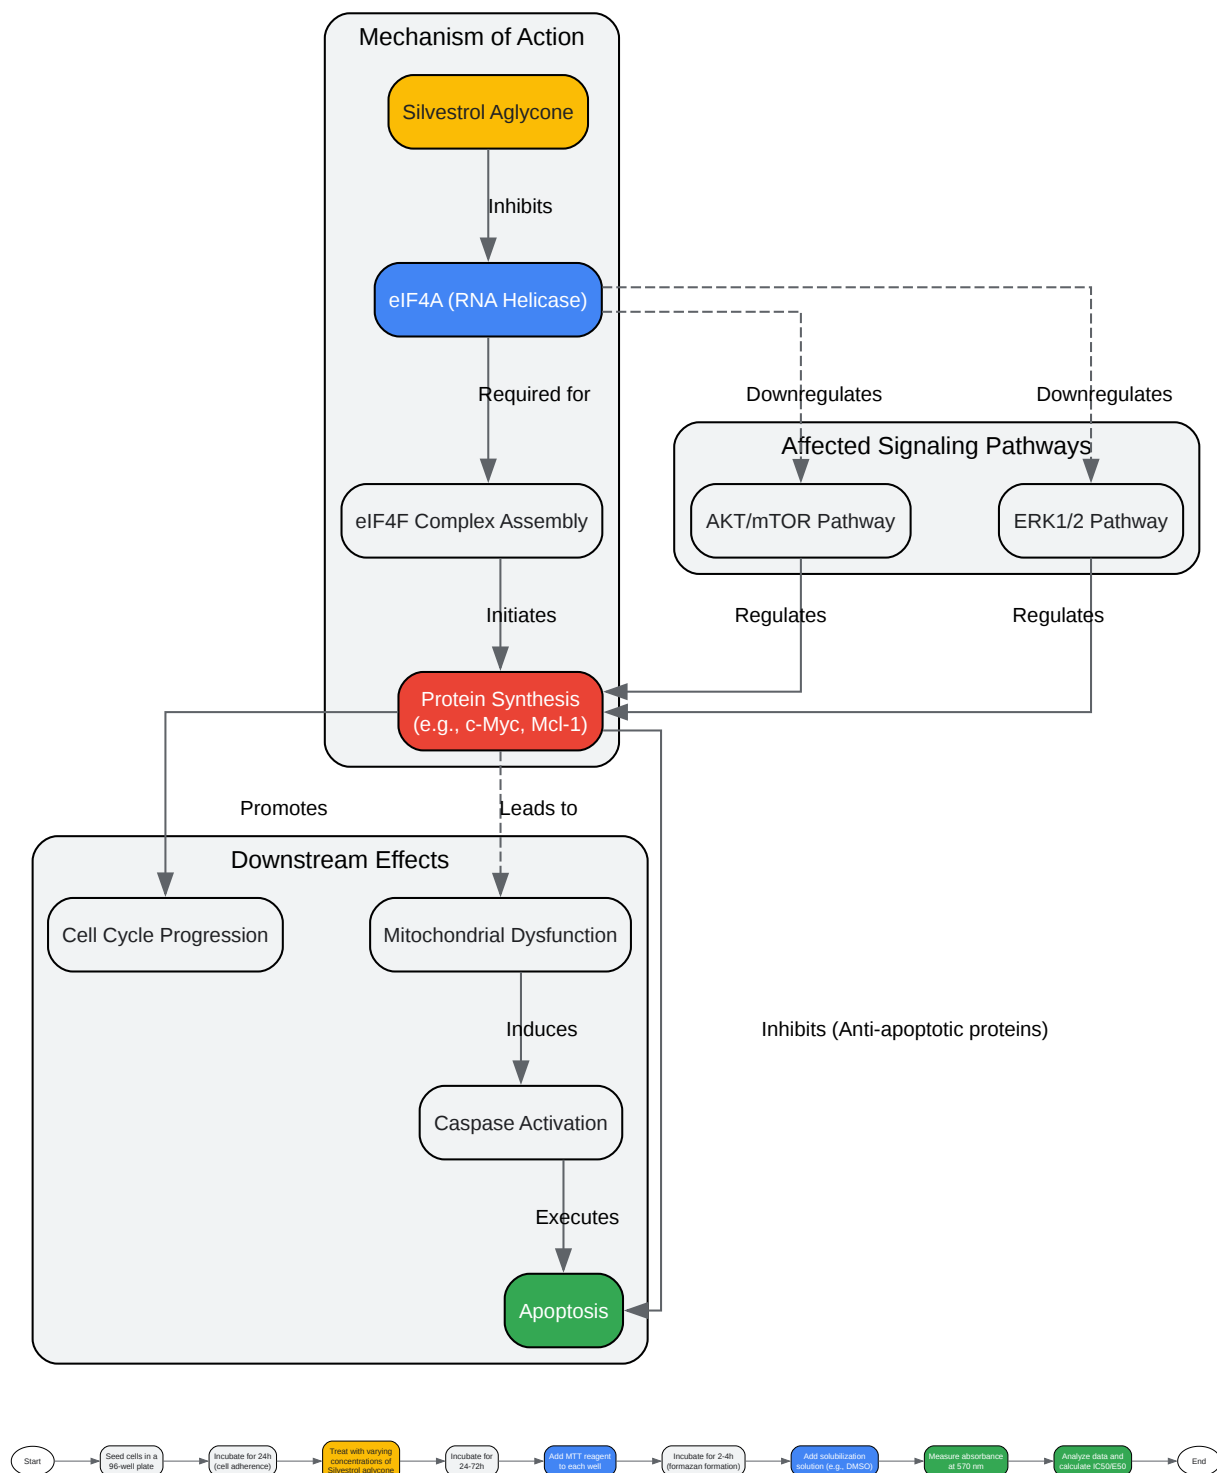 Mechanism of Action
Silvestrol Aglycone
Inhibits
eIF4A (RNA Helicase)
Required for
Downregulates
Downregulates
Affected Signaling Pathways
eIF4F Complex Assembly
AKT/mTOR Pathway
ERK1/2 Pathway
Initiates
Regulates
Regulates
Protein Synthesis
(e.g., c-Myc, Mcl-1)
Promotes
Leads to
Downstream Effects
Cell Cycle Progression
Mitochondrial Dysfunction
Induces
Inhibits (Anti-apoptotic proteins)
Caspase Activation
Executes
Apoptosis
Start
Seed cells in a
96-well plate
Incubate for 24h
(cell adherence)
Treat with varying
concentrations of
Silvestrol aglycone
Incubate for
24-72h
Add MTT reagent
to each well
Incubate for 2-4h
(formazan formation)
Add solubilization
solution (e.g., DMSO)
Measure absorbance
at 570 nm
Analyze data and
calculate IC50/E50
End